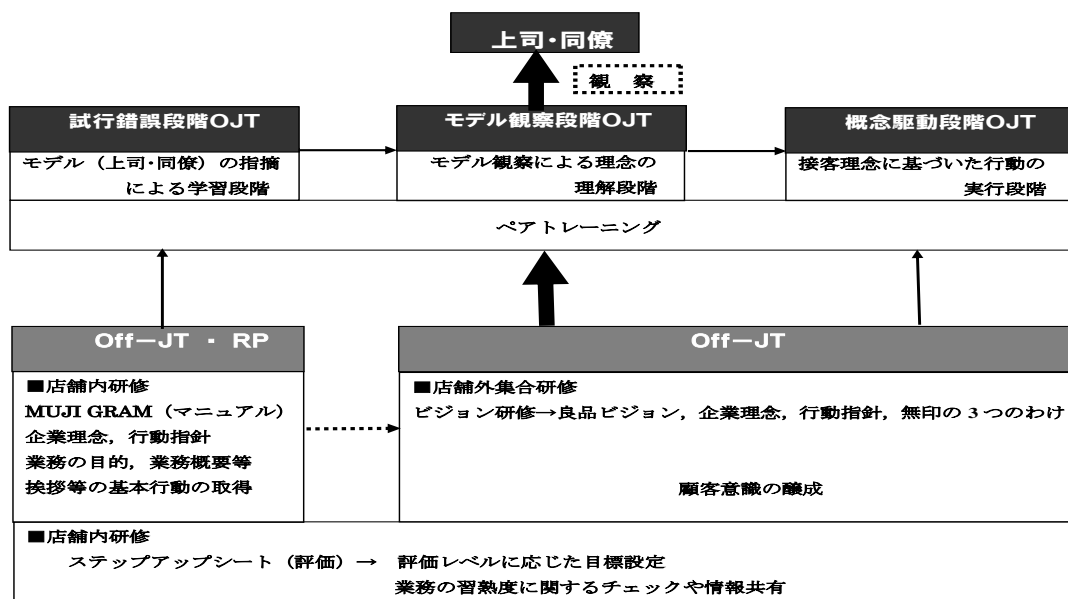 上司・同僚
観 察
試行錯誤段階OJT
モデル（上司・同僚）の指摘
による学習段階
モデル観察段階OJT
モデル観察による理念の
理解段階
概念駆動段階OJT
接客理念に基づいた行動の
実行段階
ペアトレーニング
Off－JT ・ RP
■店舗内研修
MUJI GRAM（マニュアル）
企業理念，行動指針
業務の目的，業務概要等
挨拶等の基本行動の取得
Off－JT
■店舗外集合研修
ビジョン研修→良品ビジョン，企業理念，行動指針，無印の3つのわけ
顧客意識の醸成
■店舗内研修
ステップアップシート（評価）→ 評価レベルに応じた目標設定
業務の習熟度に関するチェックや情報共有